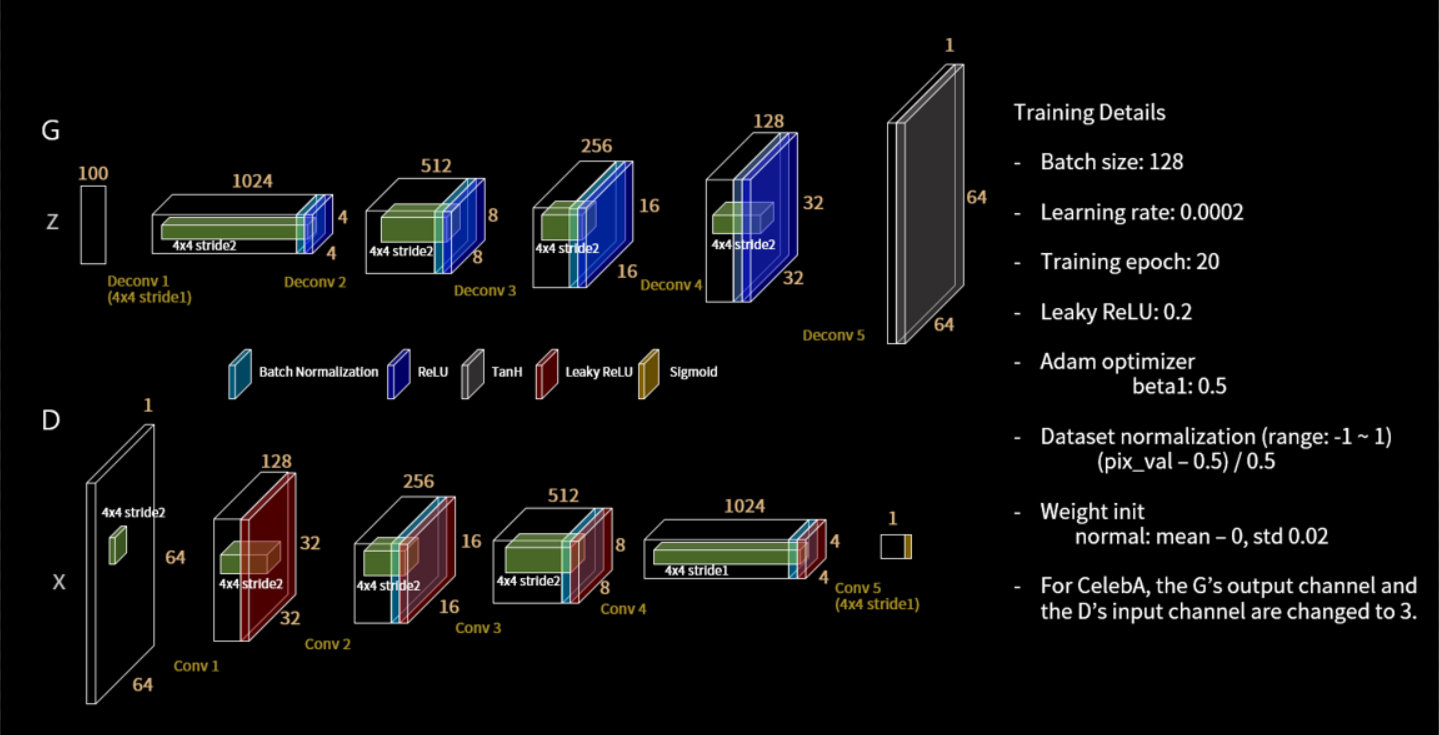 G
Z
100
1024
4
4
4x4 stride2
Deconv 1
(4x4 stride1)
512
8
8
4x4 stride2
Deconv 2
256
16
16
4x4 stride2
Deconv 3
128
32
32
4x4 stride2
Deconv 4
1
64
64
Deconv 5
Batch Normalization
ReLU
TanH
Leaky ReLU
Sigmoid
D
X
1
4x4 stride2
64
64
Conv 1
128
32
32
4x4 stride2
Conv 2
256
16
16
4x4 stride2
Conv 3
512
8
8
4x4 stride2
Conv 4
1024
4
4
4x4 stride1
Conv 5
(4x4 stride1)
1
Training Details
- Batch size: 128
- Learning rate: 0.0002
- Training epoch: 20
- Leaky ReLU: 0.2
- Adam optimizer
beta1: 0.5
- Dataset normalization (range: -1 ~ 1)
(pix_val – 0.5) / 0.5
- Weight init
normal: mean – 0, std 0.02
- For CelebA, the G’s output channel and
the D’s input channel are changed to 3.